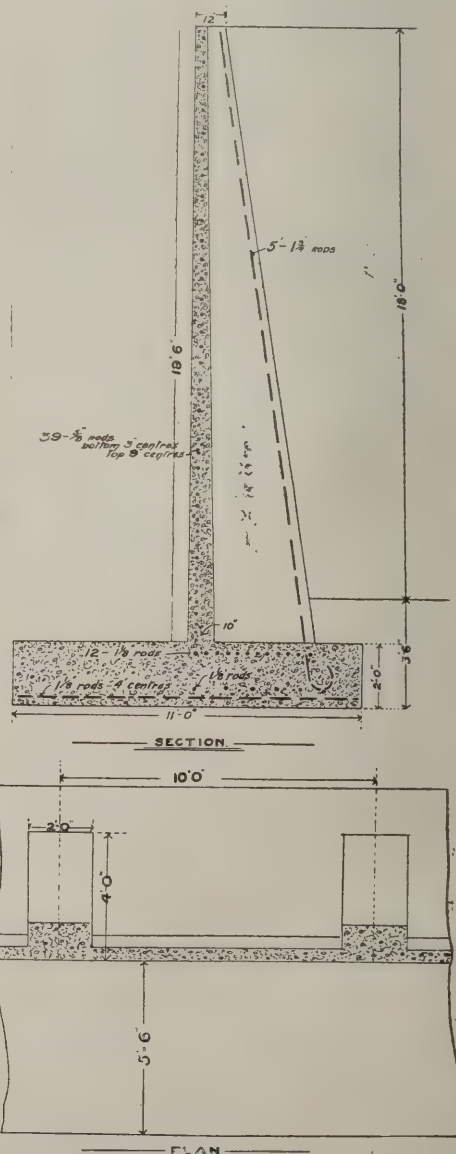 12"
5'-1¾ RODS
18'0"
19'6"
39-⅝" rods
bottom 3" centres
top 9" centres
10"
12-1⅛ rods
1⅛ rods
1⅛ rods-4" centres
2'-0"
3'6"
11'-0"
SECTION.
10'0"
2'-0"
4'-0"
5'-6"
PLAN